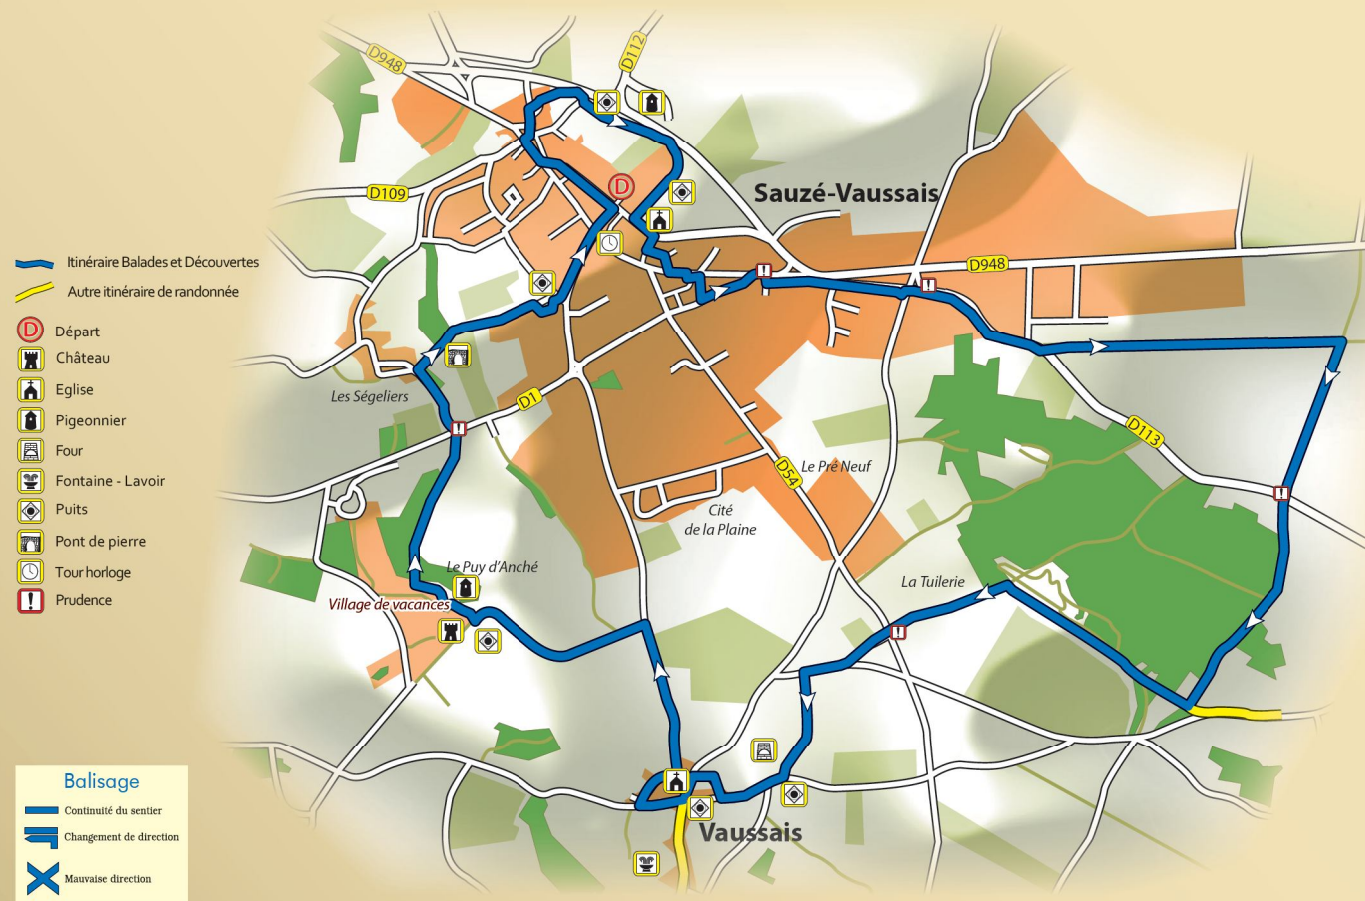 D948
D112
D109
D
Sauzé-Vaussais
D948
Itinéraire Balades et Découvertes
Autre itinéraire de randonnée
D
Départ
Château
Eglise
Pigeonnier
Four
Fontaine - Lavoir
Puits
Pont de pierre
Tour horloge
! Prudence
!
!
!
!
!
Les Ségeliers
D1
D113
D54
Le Pré Neuf
Cité
de la Plaine
Le Puy d'Anché
La Tuilerie
Village de vacances
Vaussais
Balisage
Continuité du sentier
Changement de direction
Mauvaise direction